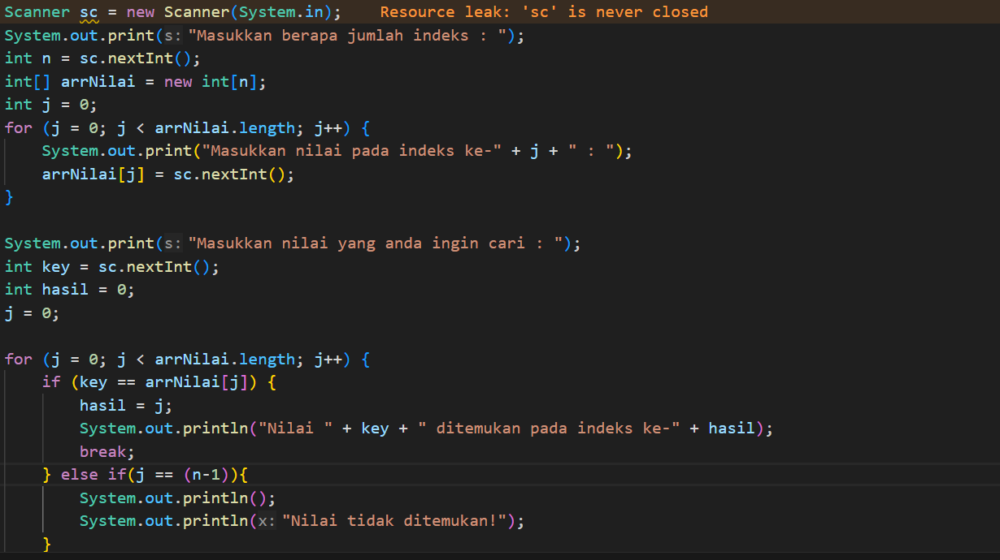 Scanner sc = new Scanner(System.in);    Resource leak: 'sc' is never closed
System.out.print(s: "Masukkan berapa jumlah indeks : ");
int n = sc.nextInt();
int[] arrNilai = new int[n];
int j = 0;
for (j = 0; j < arrNilai.length; j++) {
    System.out.print("Masukkan nilai pada indeks ke-" + j + " : ");
    arrNilai[j] = sc.nextInt();
}

System.out.print(s: "Masukkan nilai yang anda ingin cari : ");
int key = sc.nextInt();
int hasil = 0;
j = 0;

for (j = 0; j < arrNilai.length; j++) {
    if (key == arrNilai[j]) {
        hasil = j;
        System.out.println("Nilai " + key + " ditemukan pada indeks ke-" + hasil);
        break;
    } else if(j == (n-1)){
        System.out.println();
        System.out.println(x: "Nilai tidak ditemukan!");
    }